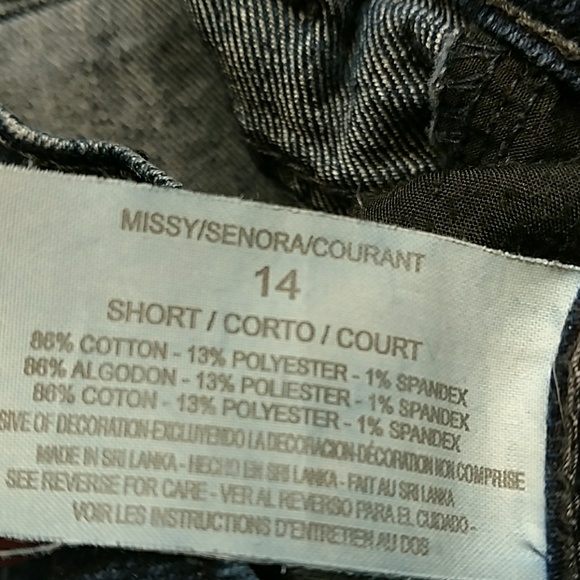 MISSY/SENORA/COURANT
14
SHORT / CORTO / COURT
86% COTTON - 13% POLYESTER - 1% SPANDEX
86% ALGODON - 13% POLIESTER - 1% SPANDEX
86% COTON - 13% POLYESTER - 1% SPANDEX
SIVE OF DECORATION-EXCLUYENDO LA DECORACION-DÉCORATION NON COMPRISE
MADE IN SRI LANKA - HECHO EN SRI LANKA - FAIT AU SRI LANKA
SEE REVERSE FOR CARE - VER AL REVERSO PARA EL CUIDADO -
VOIR LES INSTRUCTIONS D'ENTRETIEN AU DOS